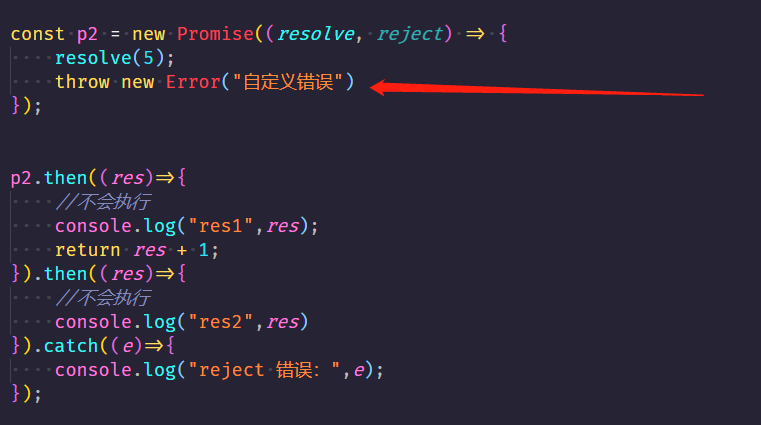 const p2 = new Promise((resolve, reject) => {
    resolve(5);
    throw new Error("自定义错误")
});
p2.then((res)=>{
    //不会执行
    console.log("res1",res);
    return res + 1;
}).then((res)=>{
    //不会执行
    console.log("res2",res)
}).catch((e)=>{
    console.log("reject 错误：",e);
});